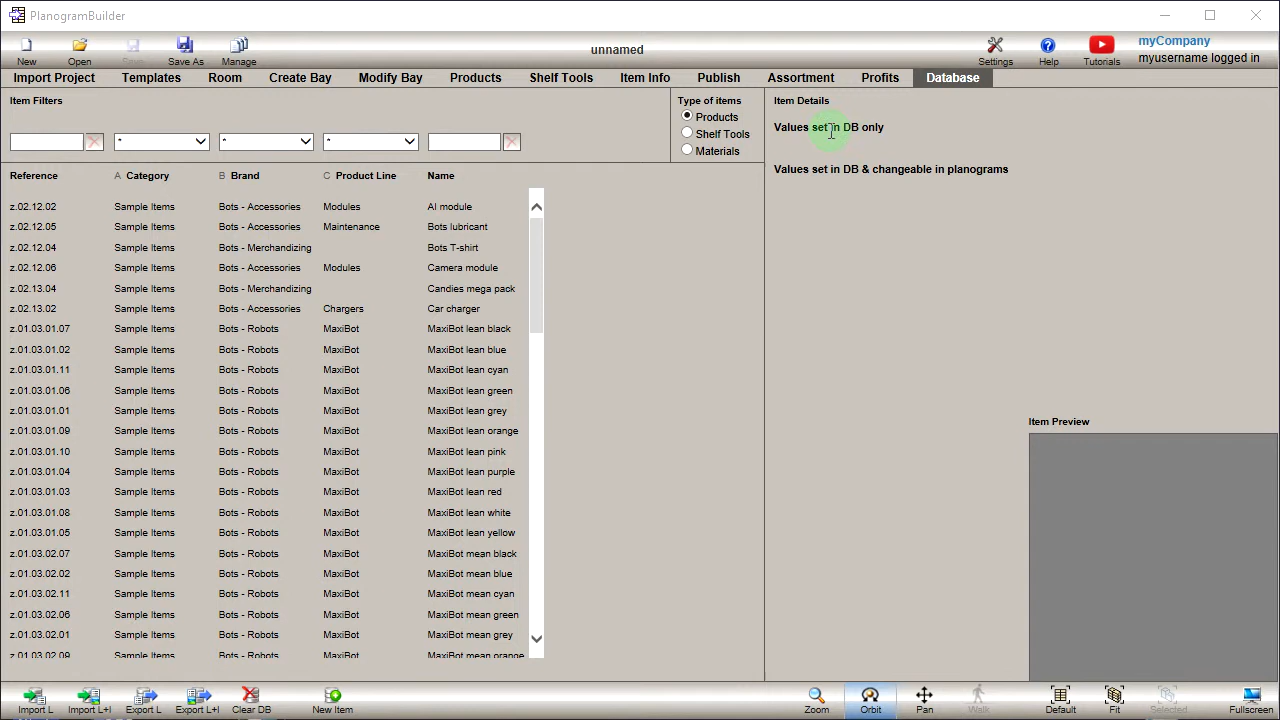 PlanogramBuilder
New Open Save Save As Manage unnamed Settings Help Tutorials myCompany
myusername logged in
Import Project Templates Room Create Bay Modify Bay Products Shelf Tools Item Info Publish Assortment Profits Database
Item Filters Type of items Item Details
Products
Shelf Tools
Materials
* * *
Values set in DB only
Values set in DB & changeable in planograms
Reference A Category B Brand C Product Line Name
z.02.12.02 Sample Items Bots - Accessories Modules AI module
z.02.12.05 Sample Items Bots - Accessories Maintenance Bots lubricant
z.02.12.04 Sample Items Bots - Merchandizing Bots T-shirt
z.02.12.06 Sample Items Bots - Accessories Modules Camera module
z.02.13.04 Sample Items Bots - Merchandizing Candies mega pack
z.02.13.02 Sample Items Bots - Accessories Chargers Car charger
z.01.03.01.07 Sample Items Bots - Robots MaxiBot MaxiBot lean black
z.01.03.01.02 Sample Items Bots - Robots MaxiBot MaxiBot lean blue
z.01.03.01.11 Sample Items Bots - Robots MaxiBot MaxiBot lean cyan
z.01.03.01.06 Sample Items Bots - Robots MaxiBot MaxiBot lean green
z.01.03.01.01 Sample Items Bots - Robots MaxiBot MaxiBot lean grey
z.01.03.01.09 Sample Items Bots - Robots MaxiBot MaxiBot lean orange
z.01.03.01.10 Sample Items Bots - Robots MaxiBot MaxiBot lean pink
z.01.03.01.04 Sample Items Bots - Robots MaxiBot MaxiBot lean purple
z.01.03.01.03 Sample Items Bots - Robots MaxiBot MaxiBot lean red
z.01.03.01.08 Sample Items Bots - Robots MaxiBot MaxiBot lean white
z.01.03.01.05 Sample Items Bots - Robots MaxiBot MaxiBot lean yellow
z.01.03.02.07 Sample Items Bots - Robots MaxiBot MaxiBot mean black
z.01.03.02.02 Sample Items Bots - Robots MaxiBot MaxiBot mean blue
z.01.03.02.11 Sample Items Bots - Robots MaxiBot MaxiBot mean cyan
z.01.03.02.06 Sample Items Bots - Robots MaxiBot MaxiBot mean green
z.01.03.02.01 Sample Items Bots - Robots MaxiBot MaxiBot mean grey
z.01.03.02.09 Sample Items Bots - Robots MaxiBot MaxiBot mean orange
Item Preview
Import L Import L+I Export L Export L+I Clear DB New Item Zoom Orbit Pan Walk Default Fit Selected Fullscreen